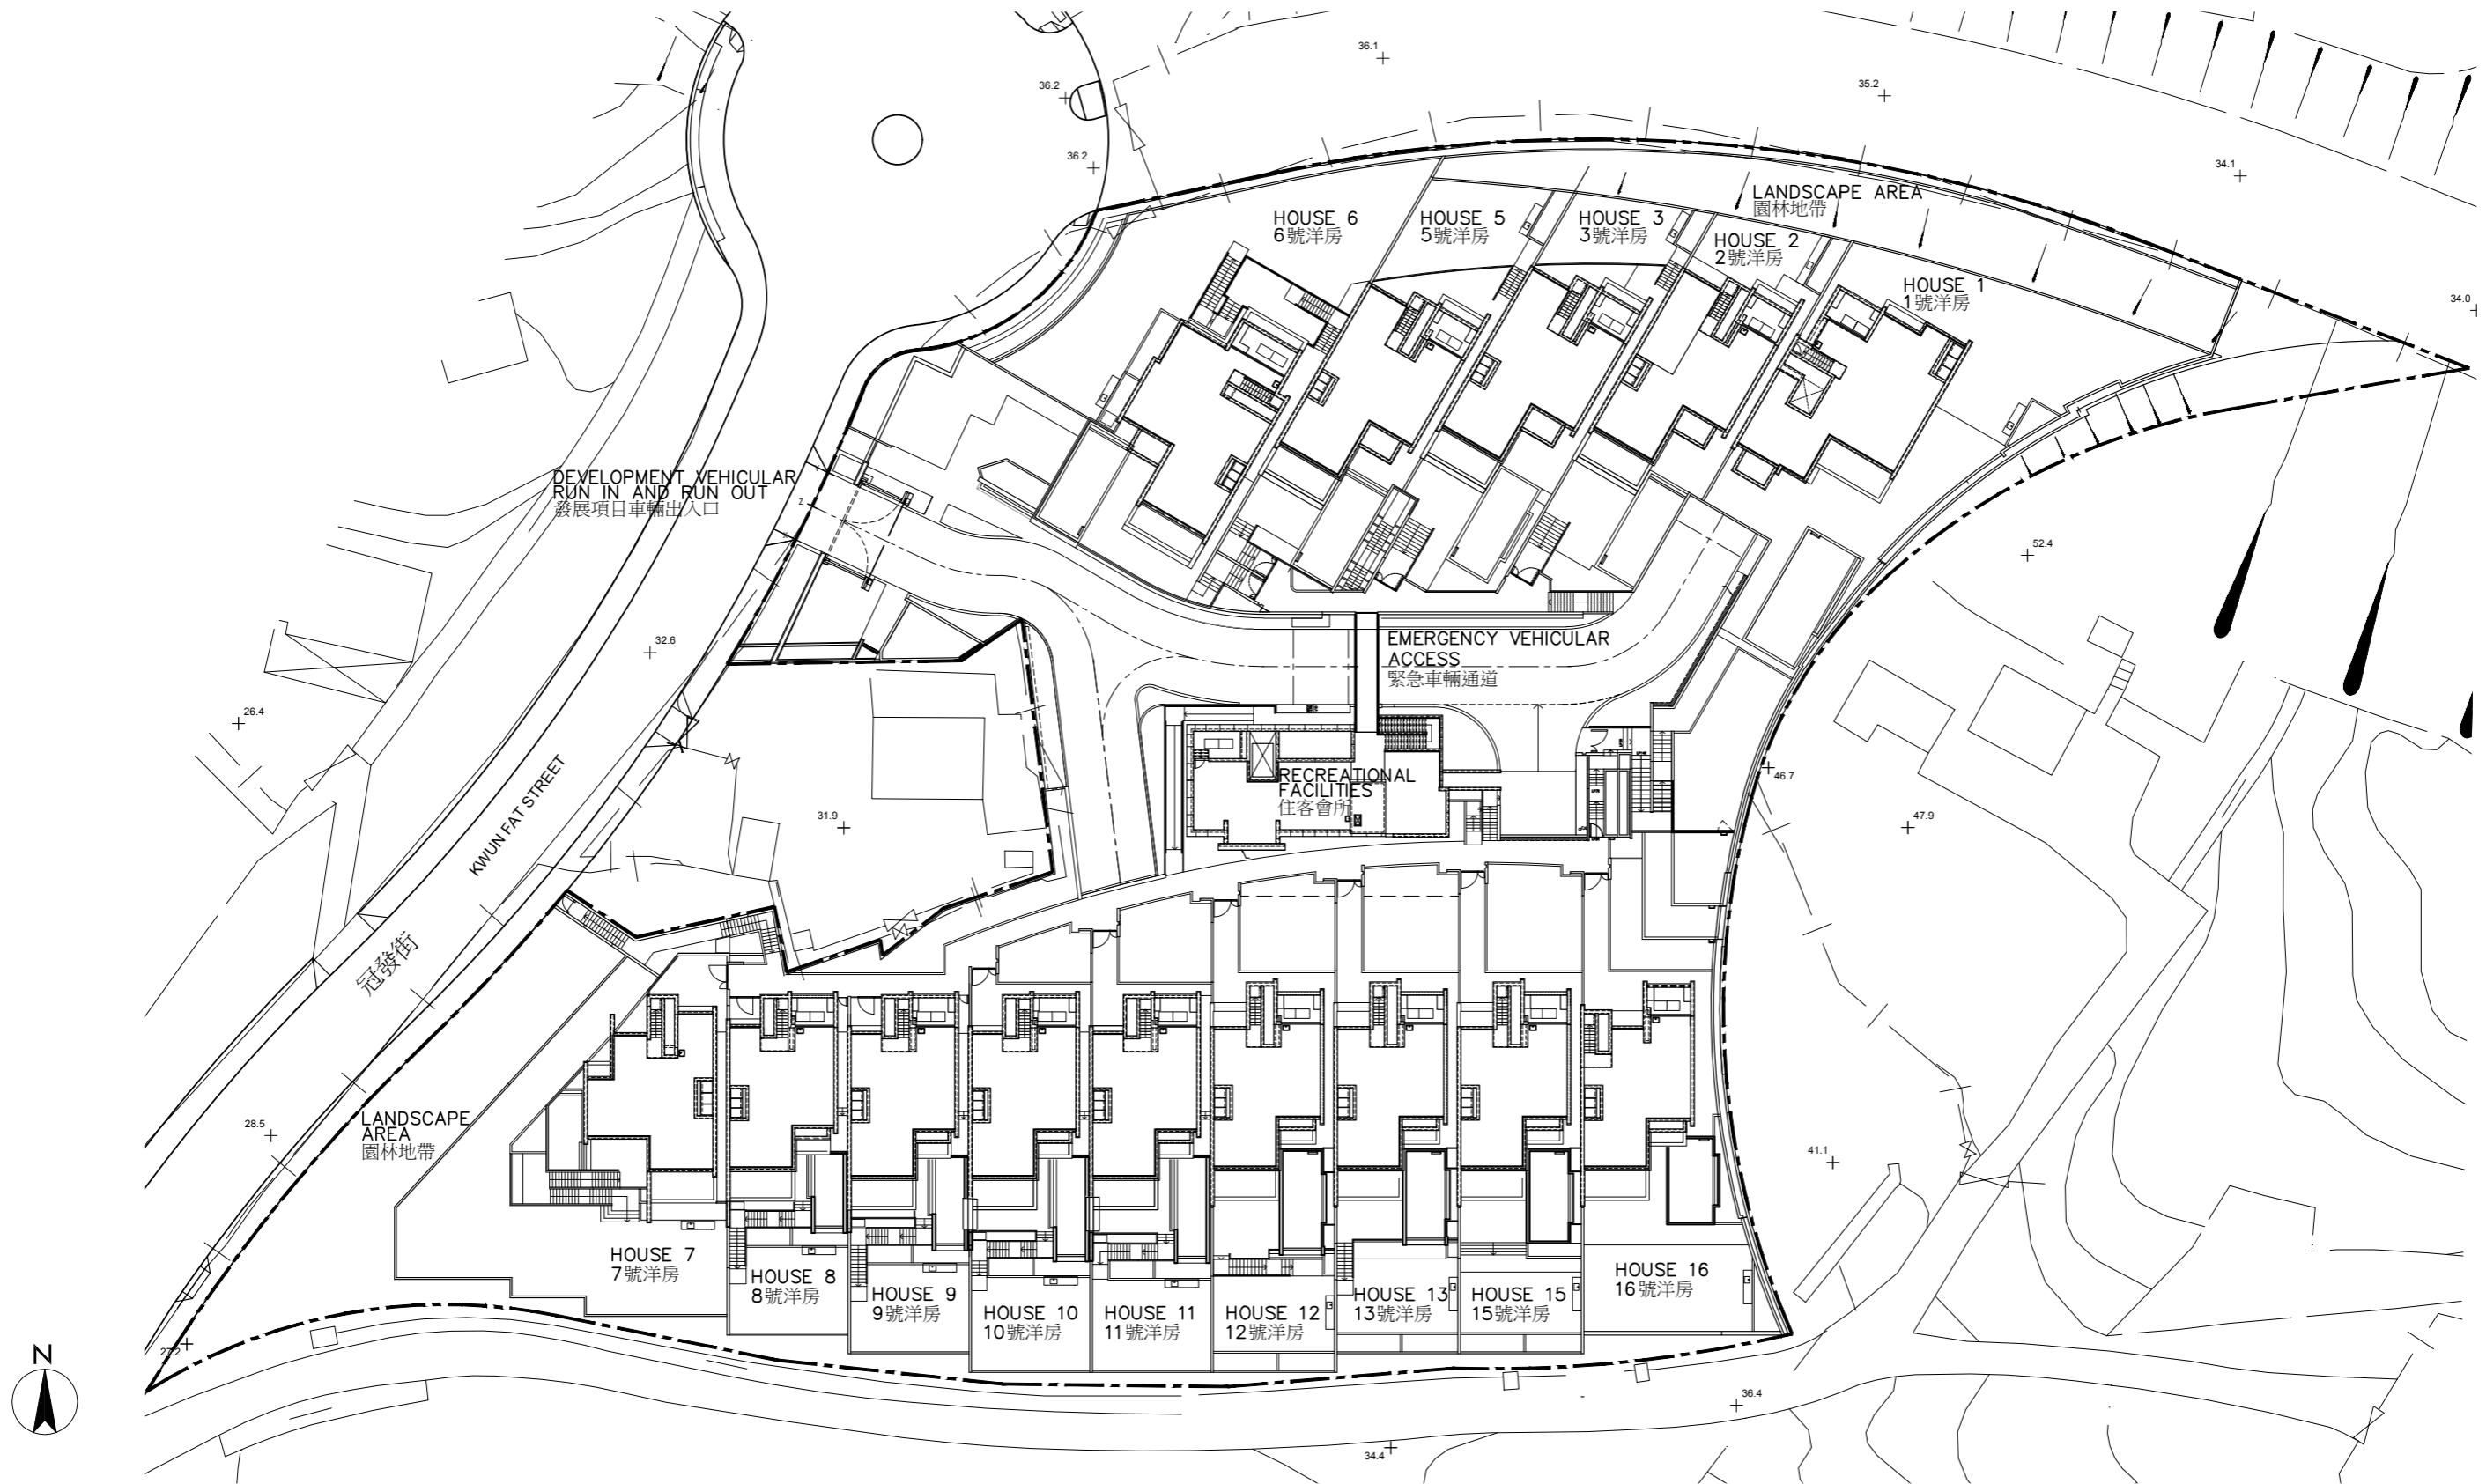 36.1
36.2
35.2
36.2
34.1
LANDSCAPE AREA
園林地帶
HOUSE 6
6號洋房
HOUSE 5
5號洋房
HOUSE 3
3號洋房
HOUSE 2
2號洋房
HOUSE 1
1號洋房
34.0
DEVELOPMENT VEHICULAR
RUN IN AND RUN OUT
發展項目車輛出入口
52.4
32.6
EMERGENCY VEHICULAR
ACCESS
緊急車輛通道
26.4
46.7
RECREATIONAL
FACILITIES
住客會所
31.9
47.9
KWUN FAT STREET
冠發街
28.5
LANDSCAPE
AREA
園林地帶
41.1
HOUSE 7
7號洋房
HOUSE 8
8號洋房
HOUSE 9
9號洋房
HOUSE 10
10號洋房
HOUSE 11
11號洋房
HOUSE 12
12號洋房
HOUSE 13
13號洋房
HOUSE 15
15號洋房
HOUSE 16
16號洋房
27.2
N
36.4
34.4